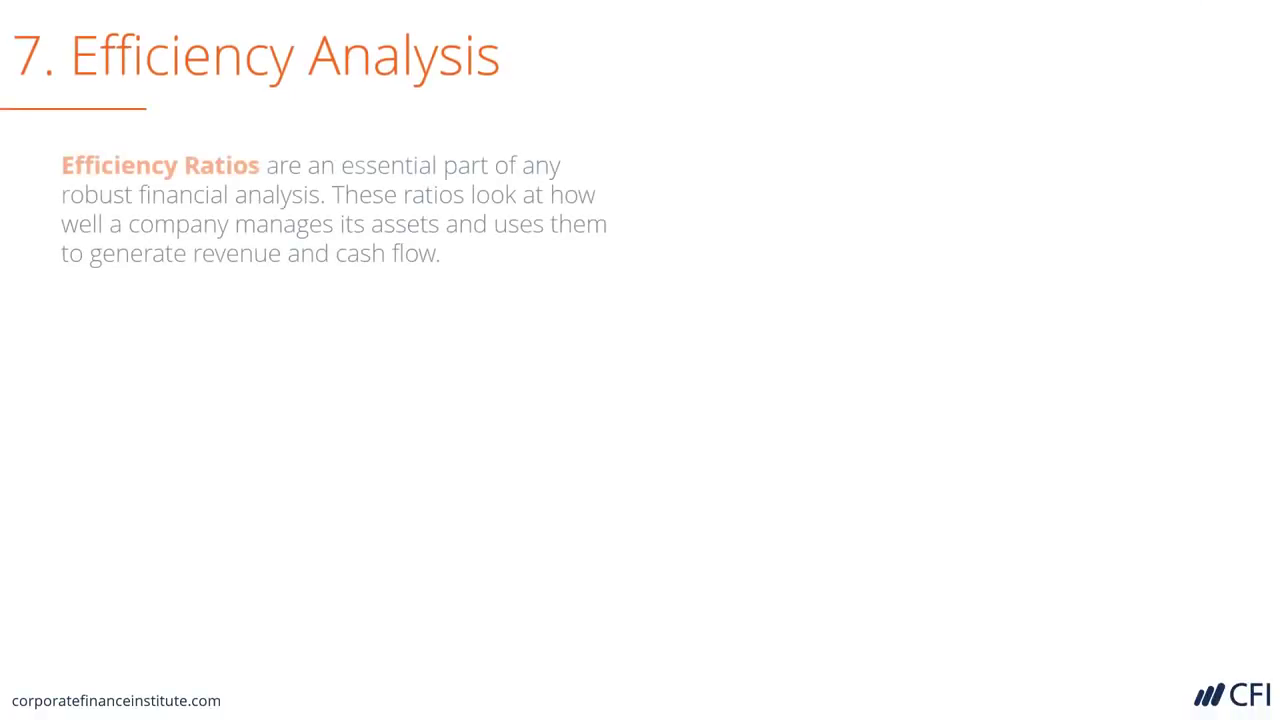 7. Efficiency Analysis
Efficiency Ratios are an essential part of any
robust financial analysis. These ratios look at how
well a company manages its assets and uses them
to generate revenue and cash flow.
corporatefinanceinstitute.com
CFI